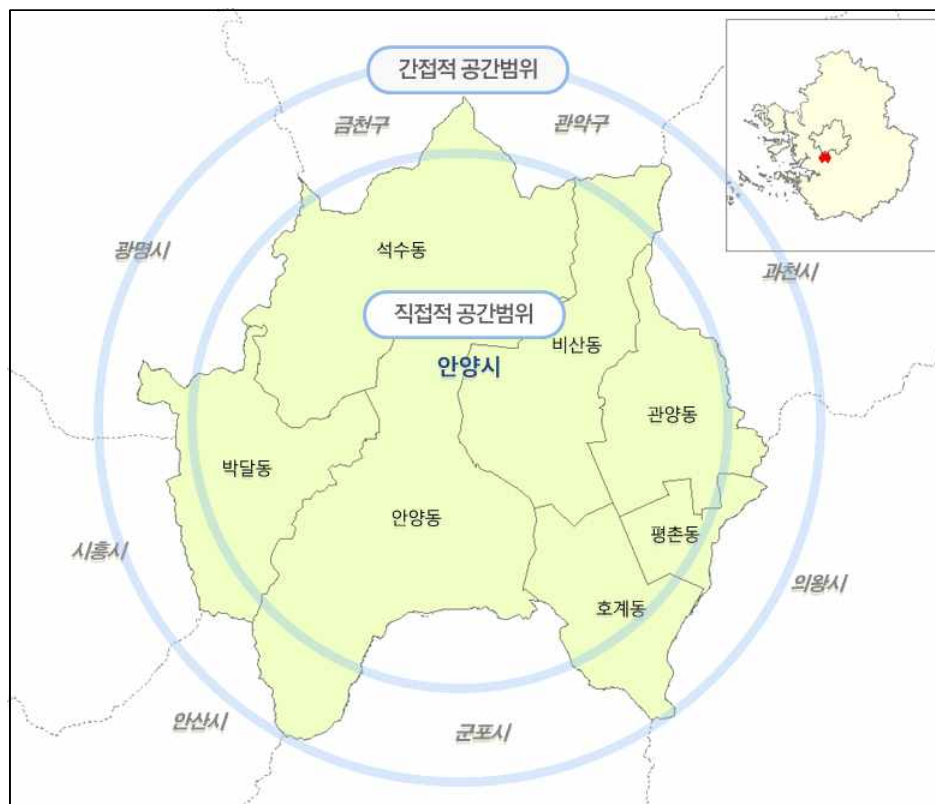 간접적 공간범위
금천구
관악구
석수동
광명시
과천시
직접적 공간범위
비산동
안양시
관양동
박달동
안양동
평촌동
시흥시
의왕시
호계동
안산시
군포시